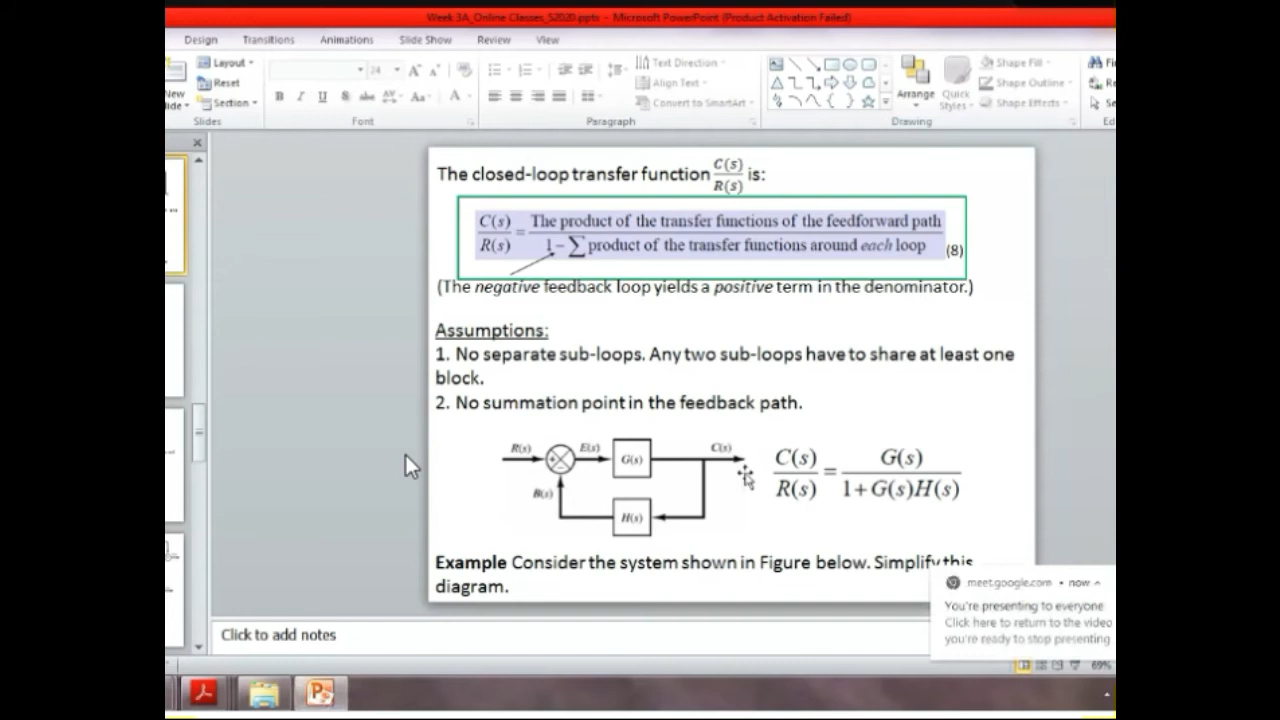 Week 3A_Online Classes_S2020.pptx - Microsoft PowerPoint (Product Activation Failed)
Design Transitions Animations Slide Show Review View
New
Slide
Layout
Reset
Section
Slides
24
B I U S abc AV Aa A
Font
Text Direction
Align Text
Convert to SmartArt
Paragraph
Arrange
Quick
Styles
Shape Fill
Shape Outline
Shape Effects
Drawing
The closed-loop transfer function C(s)/R(s) is:
C(s)/R(s) = The product of the transfer functions of the feedforward path / 1 − ∑ product of the transfer functions around each loop (8)
(The negative feedback loop yields a positive term in the denominator.)
Assumptions:
1. No separate sub-loops. Any two sub-loops have to share at least one
block.
2. No summation point in the feedback path.
R(s) E(s) G(s) C(s)
B(s) H(s)
C(s)/R(s) = G(s) / 1+G(s)H(s)
Example Consider the system shown in Figure below. Simplify this
diagram.
meet.google.com • now
You're presenting to everyone
Click here to return to the video
you're ready to stop presenting
Click to add notes
69%